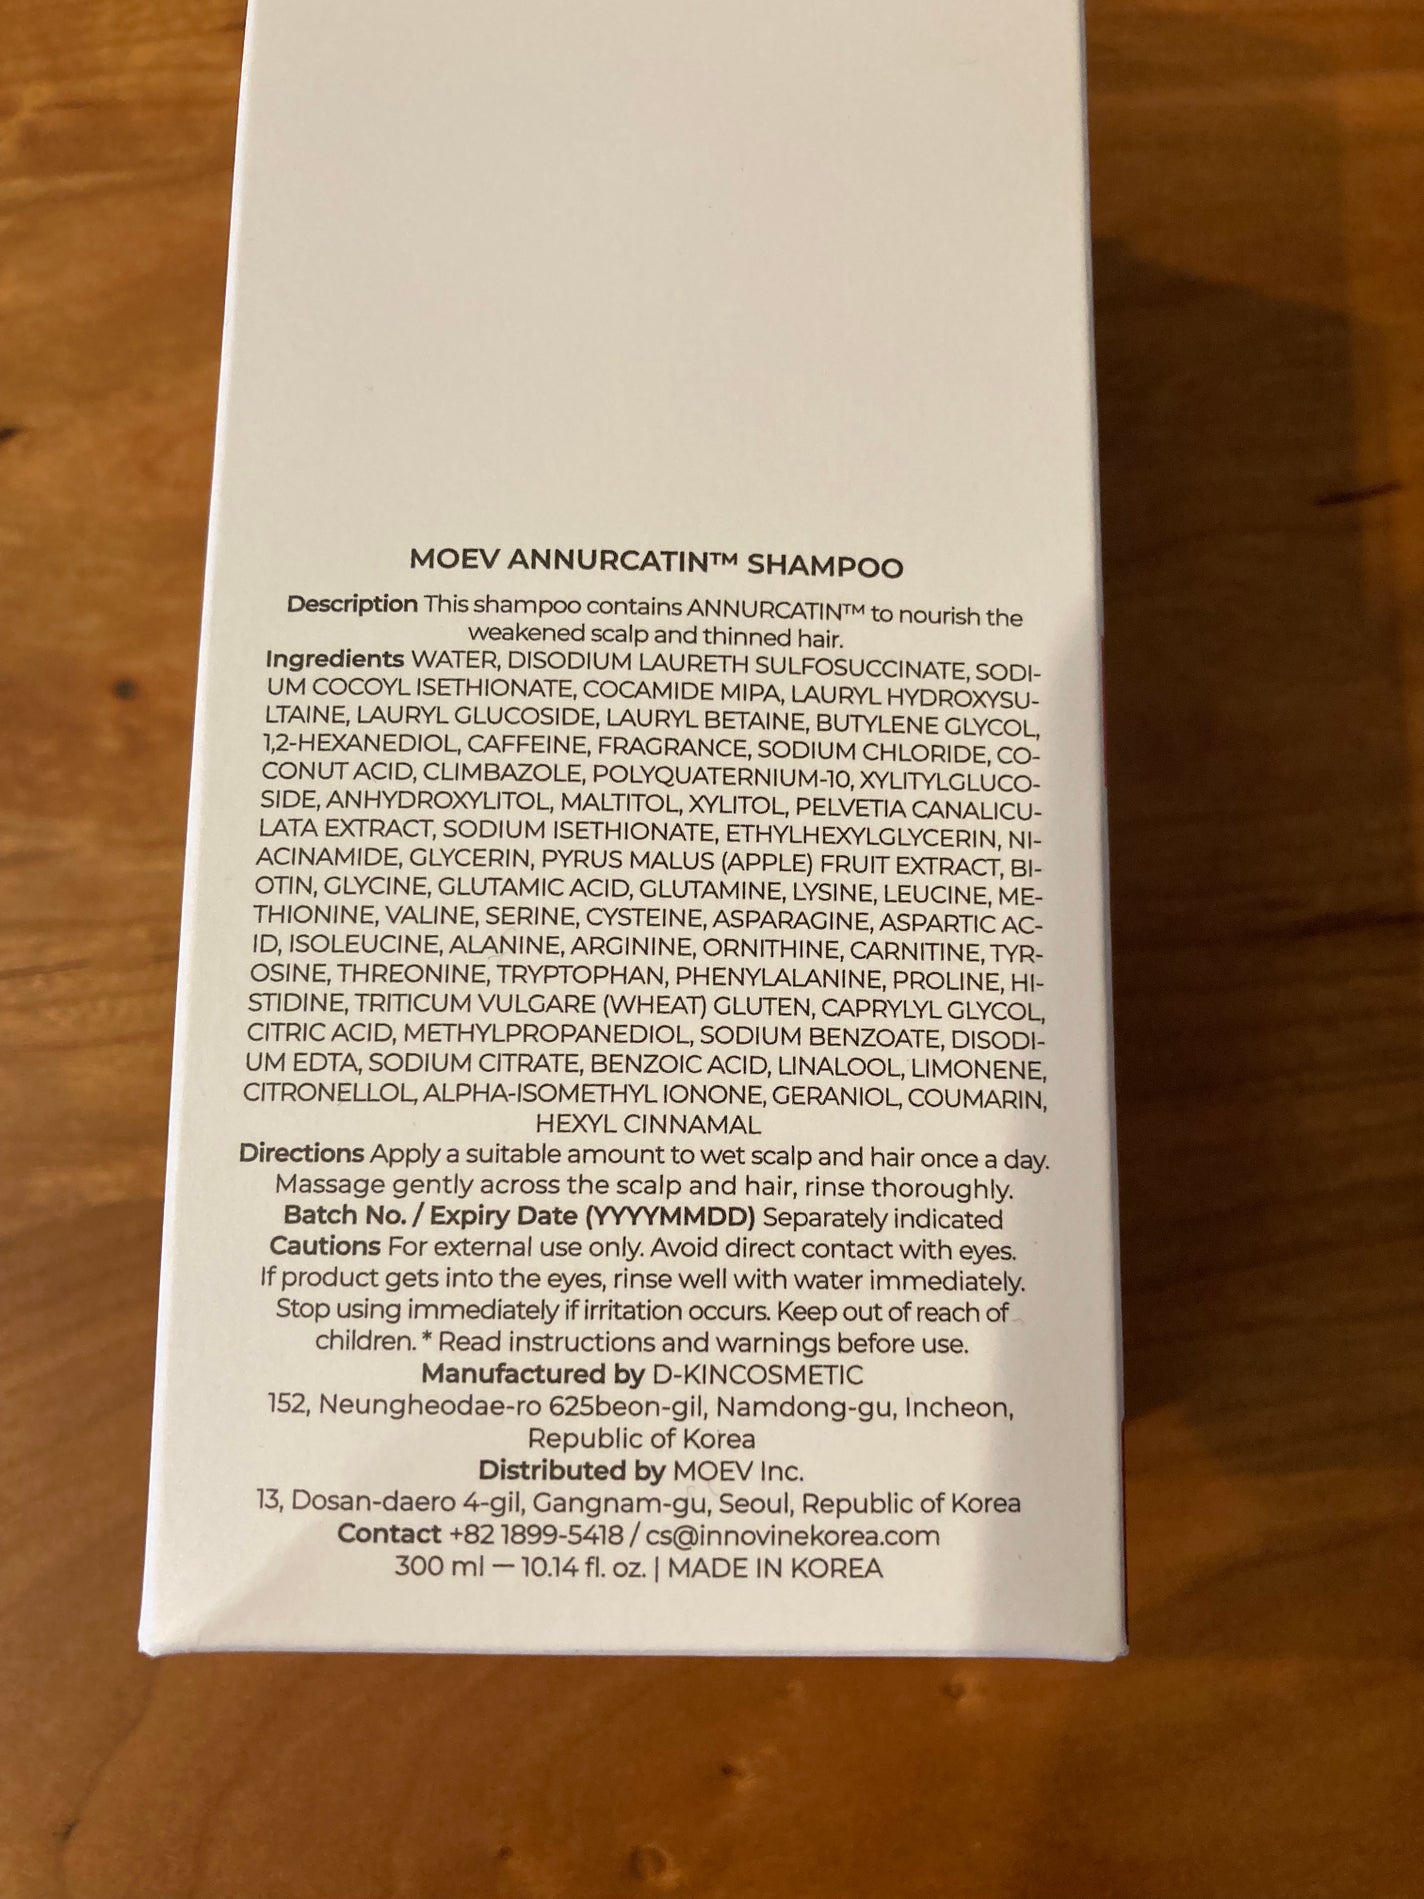 MOEV ANNURCATIN™ SHAMPOO
Description This shampoo contains ANNURCATIN™ to nourish the
weakened scalp and thinned hair.
Ingredients WATER, DISODIUM LAURETH SULFOSUCCINATE, SODI-
UM COCOYL ISETHIONATE, COCAMIDE MIPA, LAURYL HYDROXYSU-
LTAINE, LAURYL GLUCOSIDE, LAURYL BETAINE, BUTYLENE GLYCOL,
1,2-HEXANEDIOL, CAFFEINE, FRAGRANCE, SODIUM CHLORIDE, CO-
CONUT ACID, CLIMBAZOLE, POLYQUATERNIUM-10, XYLITYLGLUCO-
SIDE, ANHYDROXYLITOL, MALTITOL, XYLITOL, PELVETIA CANALICU-
LATA EXTRACT, SODIUM ISETHIONATE, ETHYLHEXYLGLYCERIN, NI-
ACINAMIDE, GLYCERIN, PYRUS MALUS (APPLE) FRUIT EXTRACT, BI-
OTIN, GLYCINE, GLUTAMIC ACID, GLUTAMINE, LYSINE, LEUCINE, ME-
THIONINE, VALINE, SERINE, CYSTEINE, ASPARAGINE, ASPARTIC AC-
ID, ISOLEUCINE, ALANINE, ARGININE, ORNITHINE, CARNITINE, TYR-
OSINE, THREONINE, TRYPTOPHAN, PHENYLALANINE, PROLINE, HI-
STIDINE, TRITICUM VULGARE (WHEAT) GLUTEN, CAPRYLYL GLYCOL,
CITRIC ACID, METHYLPROPANEDIOL, SODIUM BENZOATE, DISODI-
UM EDTA, SODIUM CITRATE, BENZOIC ACID, LINALOOL, LIMONENE,
CITRONELLOL, ALPHA-ISOMETHYL IONONE, GERANIOL, COUMARIN,
HEXYL CINNAMAL
Directions Apply a suitable amount to wet scalp and hair once a day.
Massage gently across the scalp and hair, rinse thoroughly.
Batch No. / Expiry Date (YYYYMMDD) Separately indicated
Cautions For external use only. Avoid direct contact with eyes.
If product gets into the eyes, rinse well with water immediately.
Stop using immediately if irritation occurs. Keep out of reach of
children. * Read instructions and warnings before use.
Manufactured by D-KINCOSMETIC
152, Neungheodae-ro 625beon-gil, Namdong-gu, Incheon,
Republic of Korea
Distributed by MOEV Inc.
13, Dosan-daero 4-gil, Gangnam-gu, Seoul, Republic of Korea
Contact +82 1899-5418 / cs@innovinekorea.com
300 ml — 10.14 fl. oz. | MADE IN KOREA